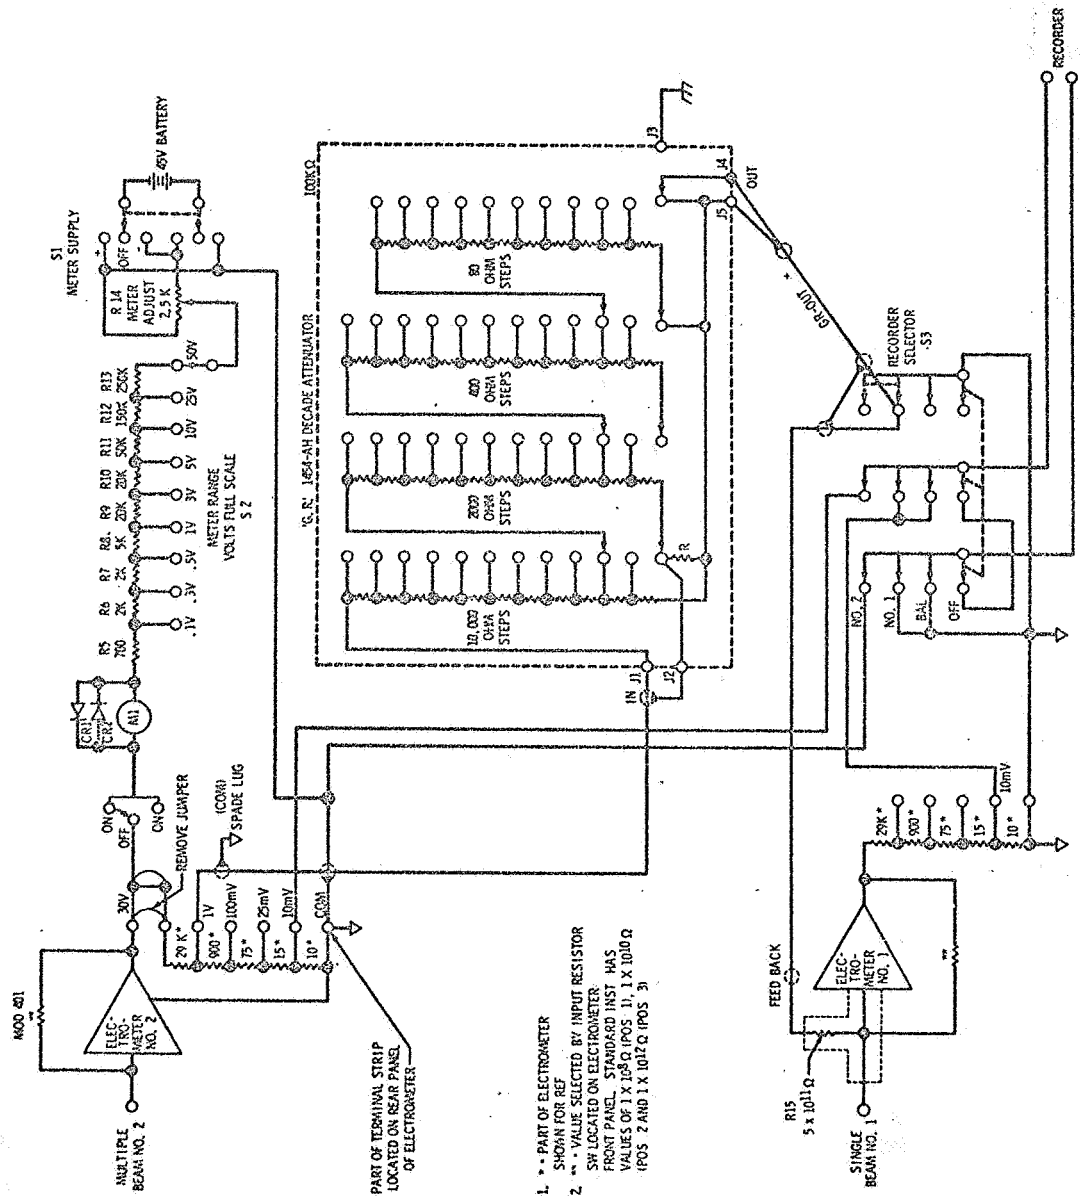 S1
METER SUPPLY
45V BATTERY
+
OFF
-
R 14
METER
ADJUST
2.5 K
50V
R13
250K
25V
R12
150K
10V
R11
50K
5V
R10
20K
3V
R9
20K
1V
R8
5K
.5V
R7
2K
.3V
R6
2K
.1V
R5
700
METER RANGE
VOLTS FULL SCALE
S 2
CR1
CR2
M1
ON
OFF
ON
REMOVE JUMPER
30V
(COM)
SPADE LUG
1V
100mV
25mV
10mV
COM
29 K*
900*
75*
15*
10*
MOD 401
**
ELEC-
TRO-
METER
NO. 2
MULTIPLE
BEAM NO. 2
PART OF TERMINAL STRIP
LOCATED ON REAR PANEL
OF ELECTROMETER
'G.R.' 1454-AH DECADE ATTENUATOR
100KΩ
10,000
OHM
STEPS
2000
OHM
STEPS
400
OHM
STEPS
80
OHM
STEPS
R
IN
J1
J2
J3
J4
J5
OUT
+
GR-OUT
RECORDER
SELECTOR
-S3
RECORDER
NO. 2
NO. 1
BAL
OFF
FEED BACK
29K*
900*
75*
15*
10*
10mV
ELEC-
TRO-
METER
NO. 1
**
R15
5 x 10¹¹ Ω
SINGLE
BEAM NO. 1
1. * - PART OF ELECTROMETER
SHOWN FOR REF
2. ** - VALUE SELECTED BY INPUT RESISTOR
SW LOCATED ON ELECTROMETER
FRONT PANEL. STANDARD INST HAS
VALUES OF 1 X 10⁸ Ω (POS 1), 1 X 10¹⁰ Ω
(POS 2 AND 1 X 10¹² Ω (POS 3)